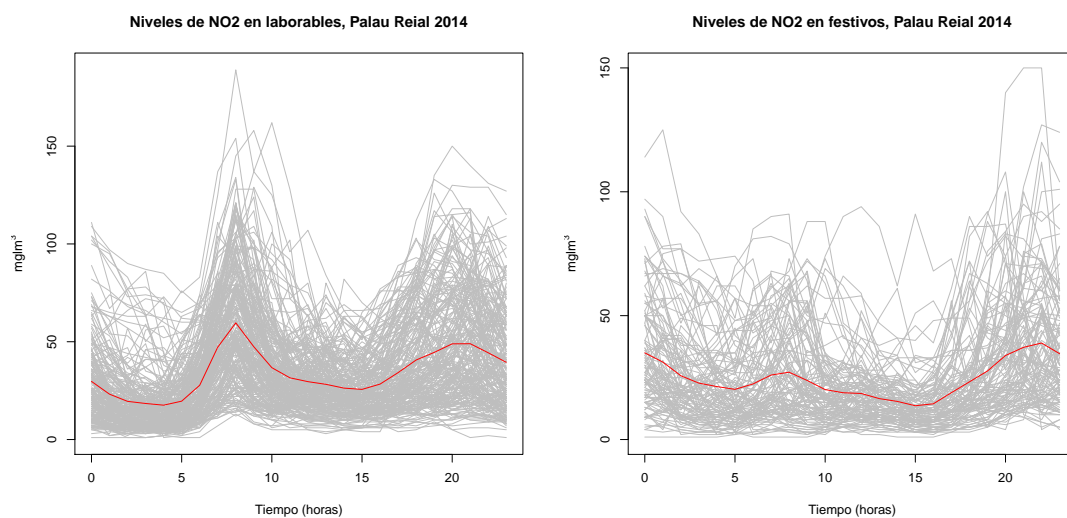 Niveles de NO2 en laborables, Palau Reial 2014
mglm³
150
100
50
0
0 5 10 15 20
Tiempo (horas)
Niveles de NO2 en festivos, Palau Reial 2014
mglm³
150
100
50
0
0 5 10 15 20
Tiempo (horas)